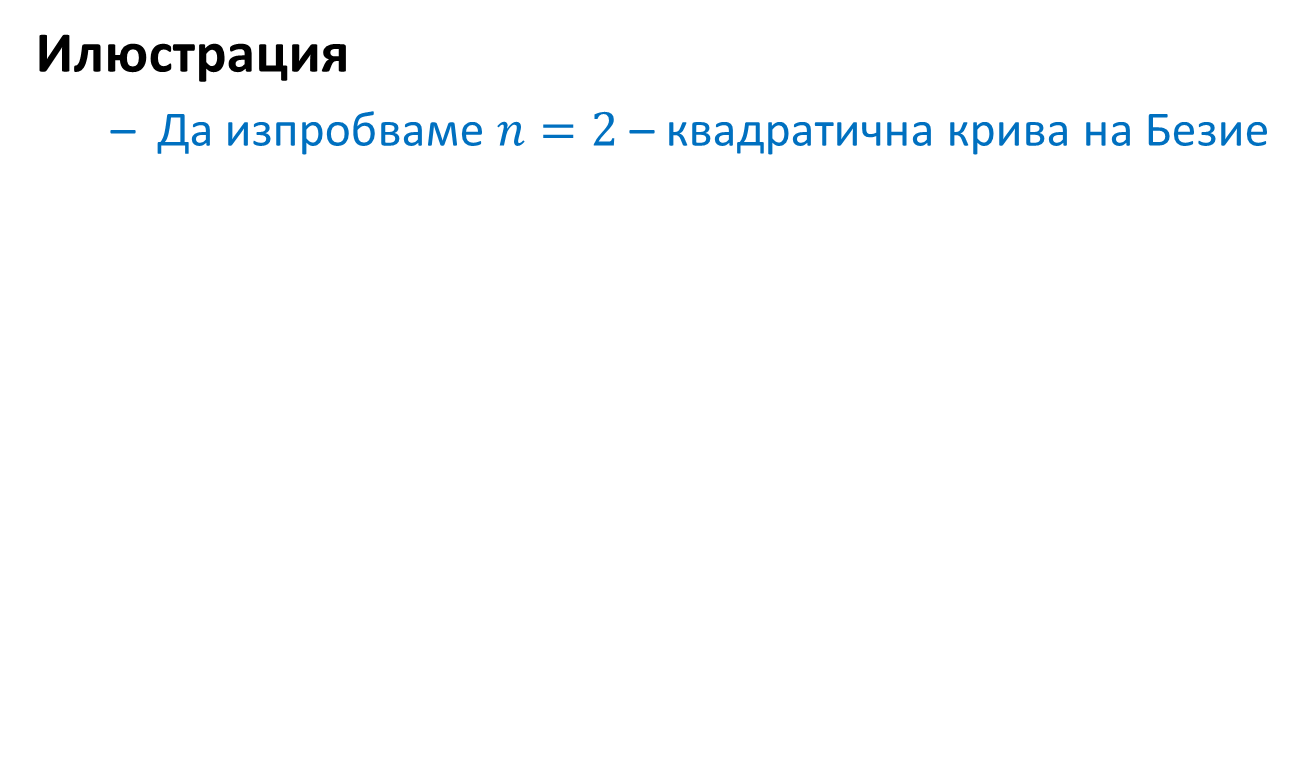 Илюстрация
– Да изпробваме n = 2 – квадратична крива на Безие